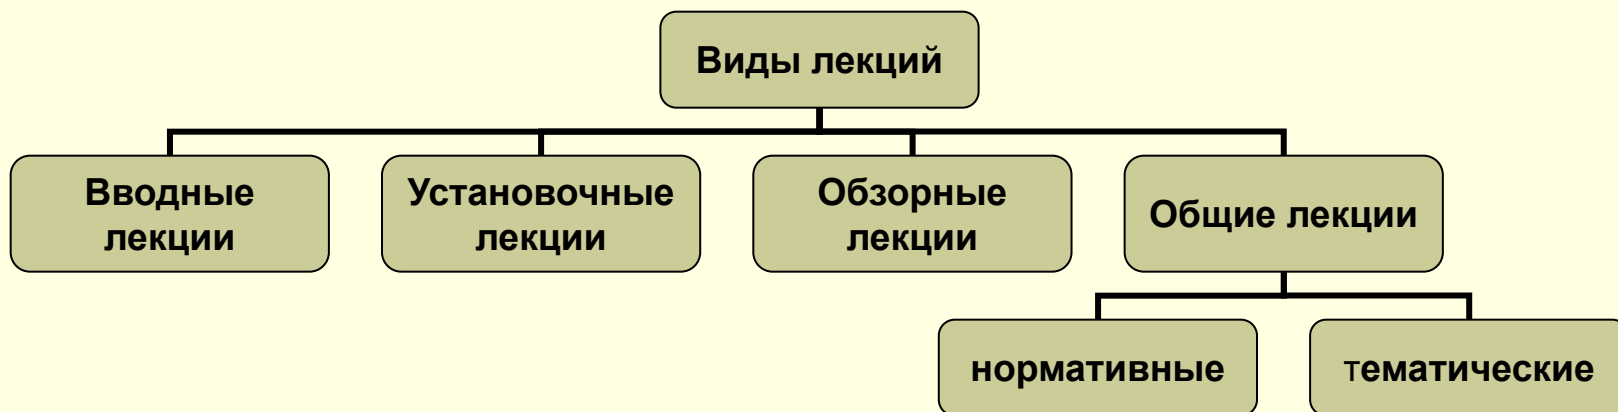 Виды лекций
Вводные
лекции
Установочные
лекции
Обзорные
лекции
Общие лекции
нормативные
тематические